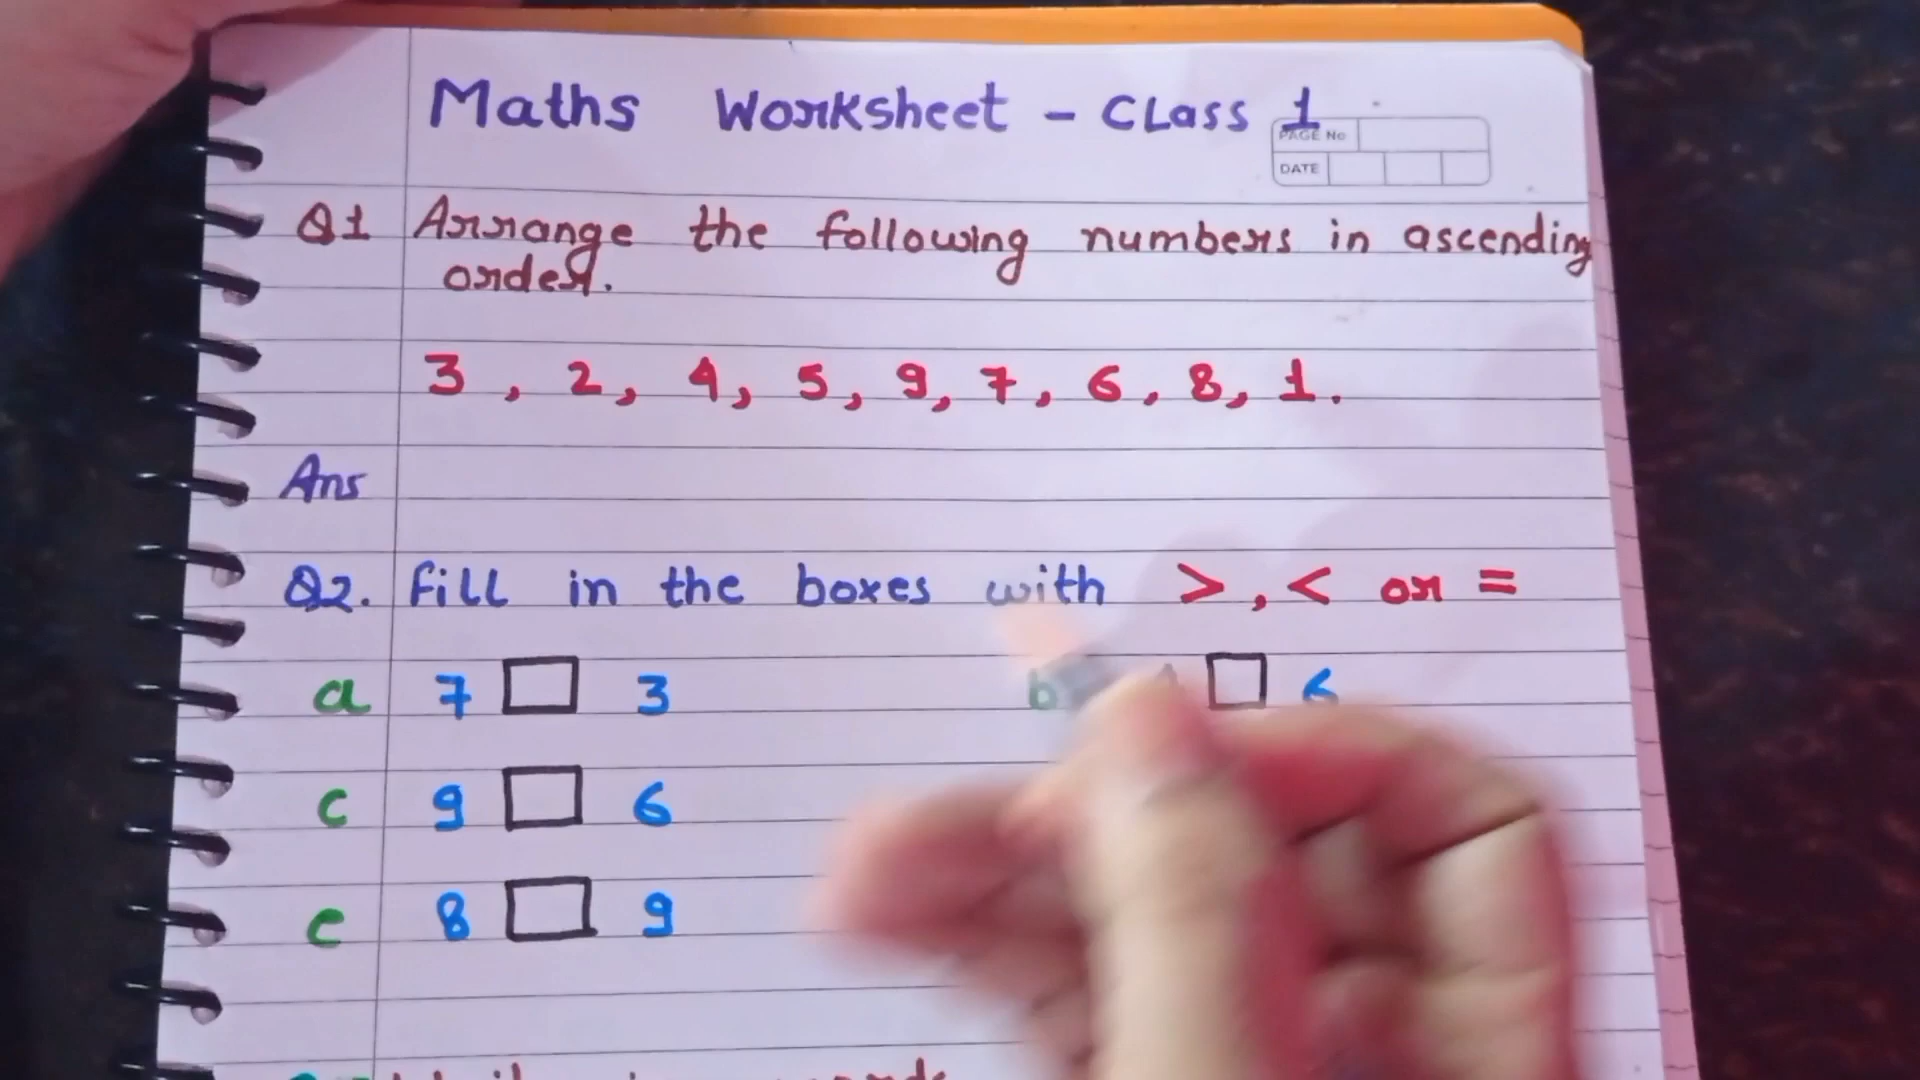 Maths Worksheet - Class 1
PAGE No
DATE
Q1 Arrange the following numbers in ascending
order.
3, 2, 4, 5, 9, 7, 6, 8, 1.
Ans
Q2. Fill in the boxes with >, < or =
a 7 □ 3 b □ 6
c 9 □ 6
e 8 □ 9